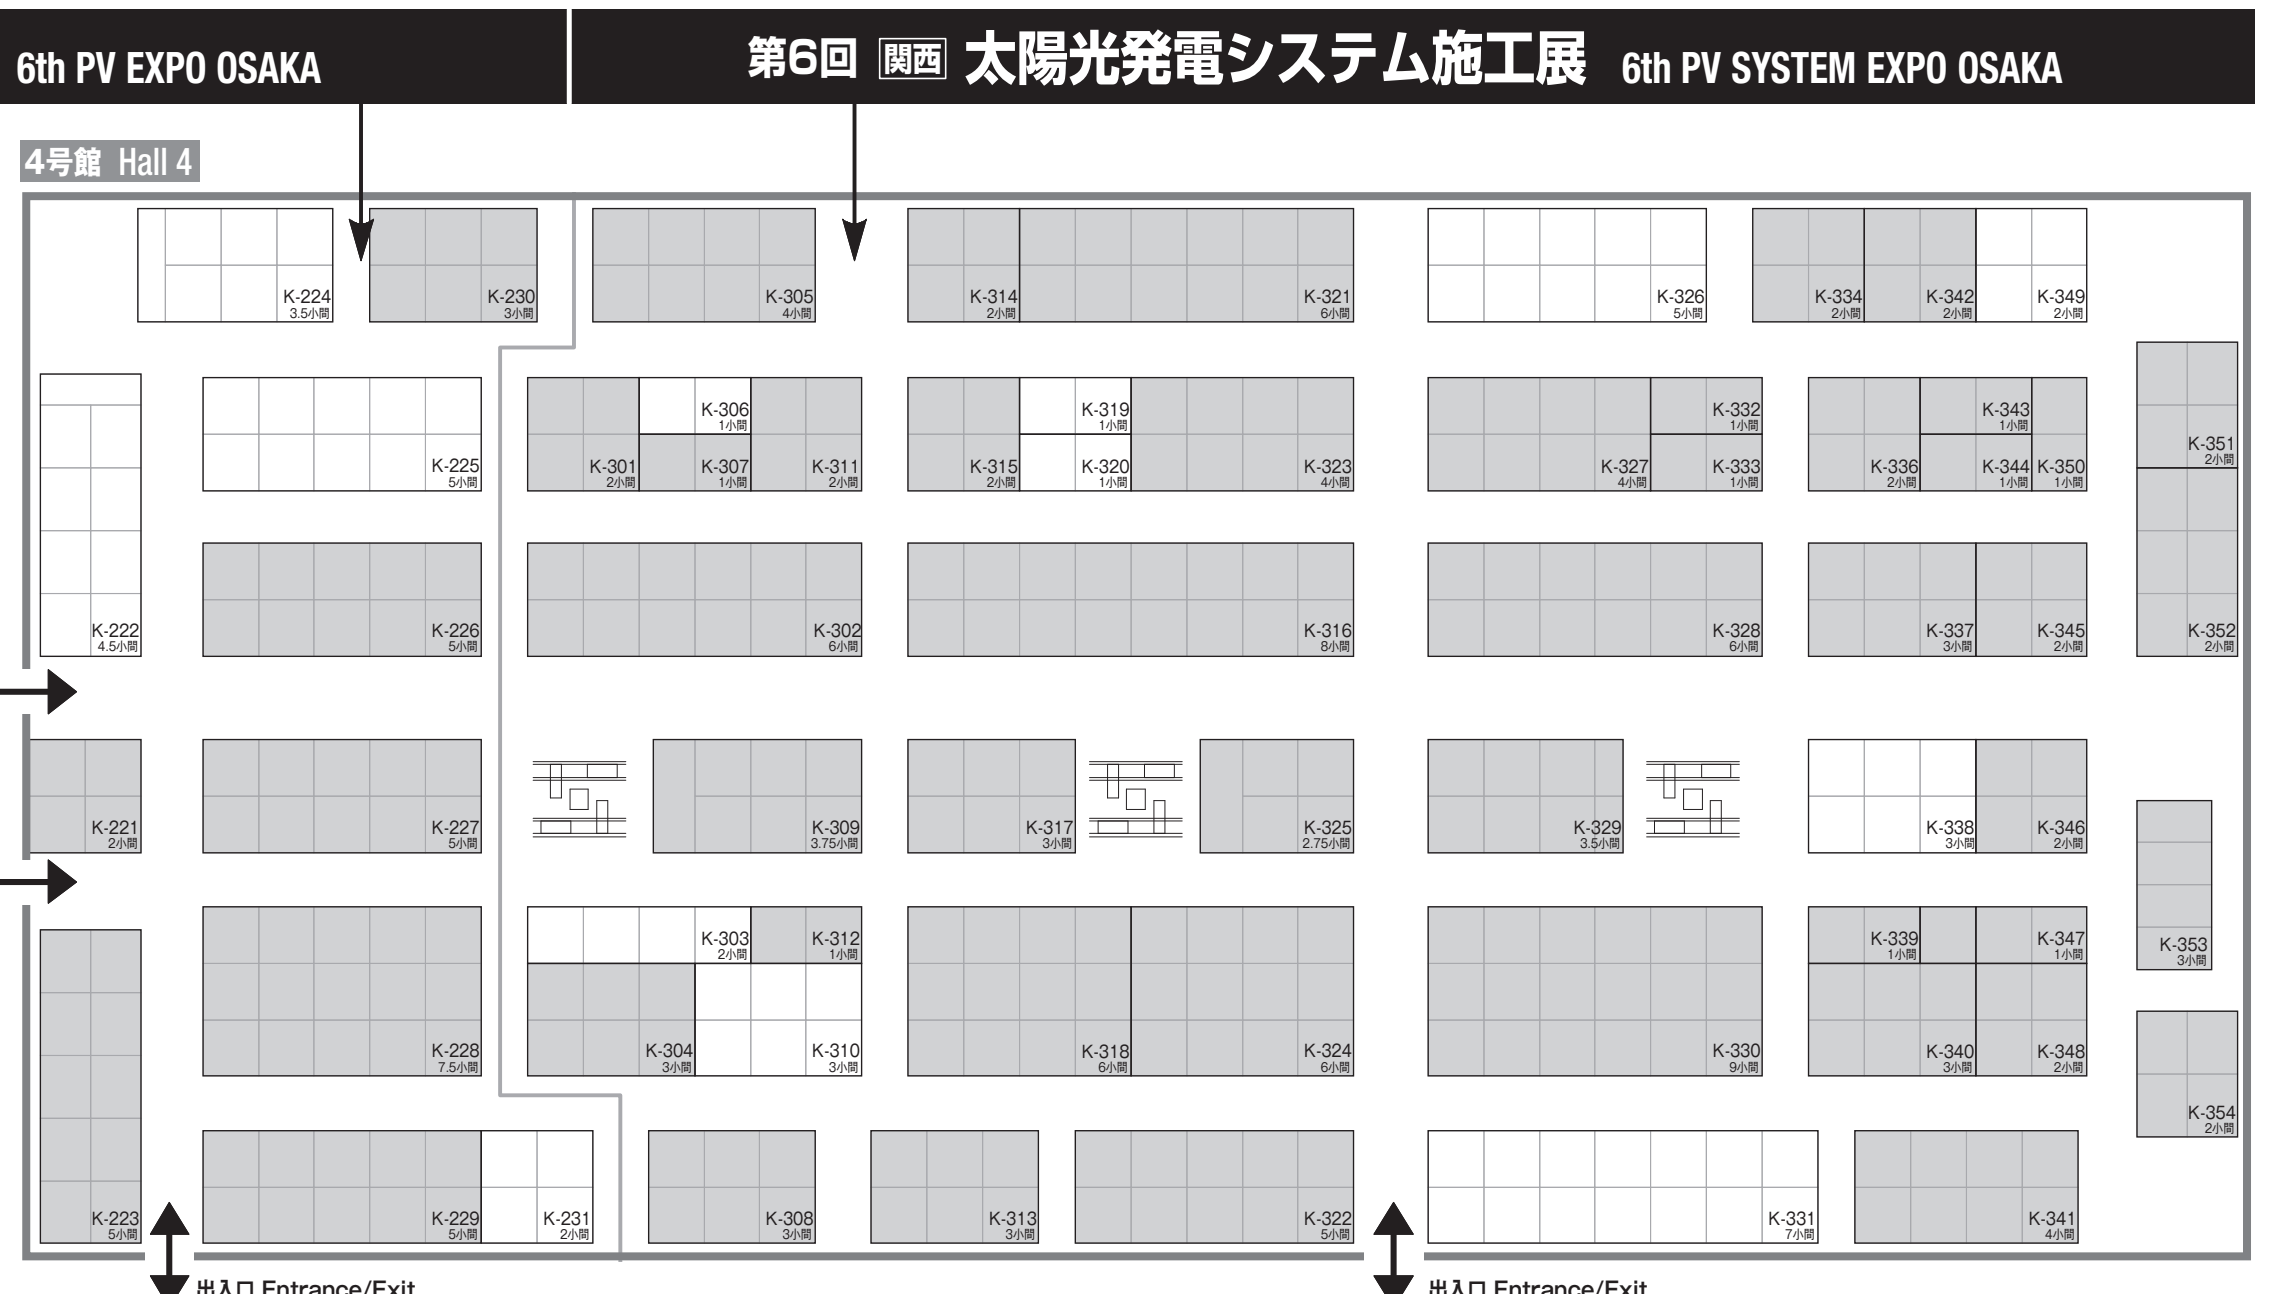 6th PV EXPO OSAKA
第6回 関西 太陽光発電システム施工展 6th PV SYSTEM EXPO OSAKA
4号館 Hall 4
K-224
3.5小間
K-230
3小間
K-305
4小間
K-314
2小間
K-321
6小間
K-326
5小間
K-334
2小間
K-342
2小間
K-349
2小間
K-225
5小間
K-306
1小間
K-301
2小間
K-307
1小間
K-311
2小間
K-319
1小間
K-315
2小間
K-320
1小間
K-323
4小間
K-332
1小間
K-327
4小間
K-333
1小間
K-343
1小間
K-336
2小間
K-344
1小間
K-350
1小間
K-351
2小間
K-222
4.5小間
K-226
5小間
K-302
6小間
K-316
8小間
K-328
6小間
K-337
3小間
K-345
2小間
K-352
2小間
K-221
2小間
K-227
5小間
K-309
3.75小間
K-317
3小間
K-325
2.75小間
K-329
3.5小間
K-338
3小間
K-346
2小間
K-303
2小間
K-312
1小間
K-339
1小間
K-347
1小間
K-353
3小間
K-228
7.5小間
K-304
3小間
K-310
3小間
K-318
6小間
K-324
6小間
K-330
9小間
K-340
3小間
K-348
2小間
K-354
2小間
K-223
5小間
K-229
5小間
K-231
2小間
K-308
3小間
K-313
3小間
K-322
5小間
K-331
7小間
K-341
4小間
出入口 Entrance/Exit
出入口 Entrance/Exit